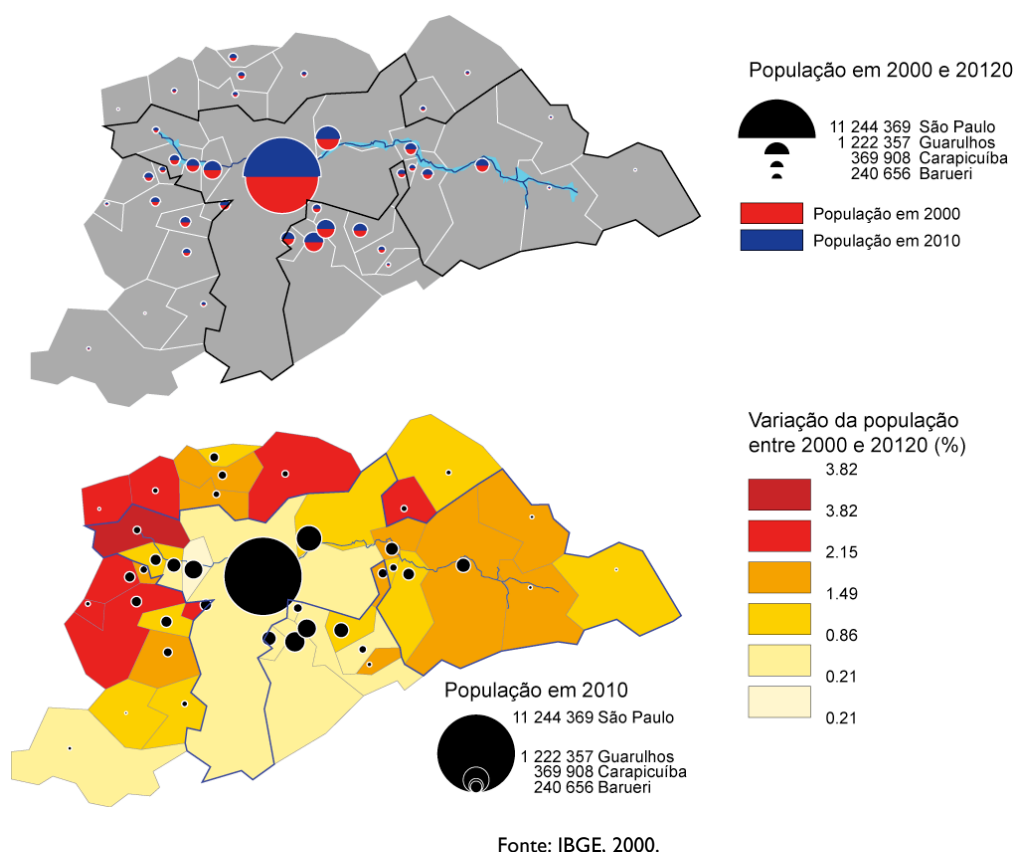 População em 2000 e 20120
11 244 369 São Paulo
1 222 357 Guarulhos
369 908 Carapicuíba
240 656 Barueri
População em 2000
População em 2010
Variação da população
entre 2000 e 20120 (%)
3.82
3.82
2.15
1.49
0.86
0.21
0.21
População em 2010
11 244 369 São Paulo
1 222 357 Guarulhos
369 908 Carapicuíba
240 656 Barueri
Fonte: IBGE, 2000.